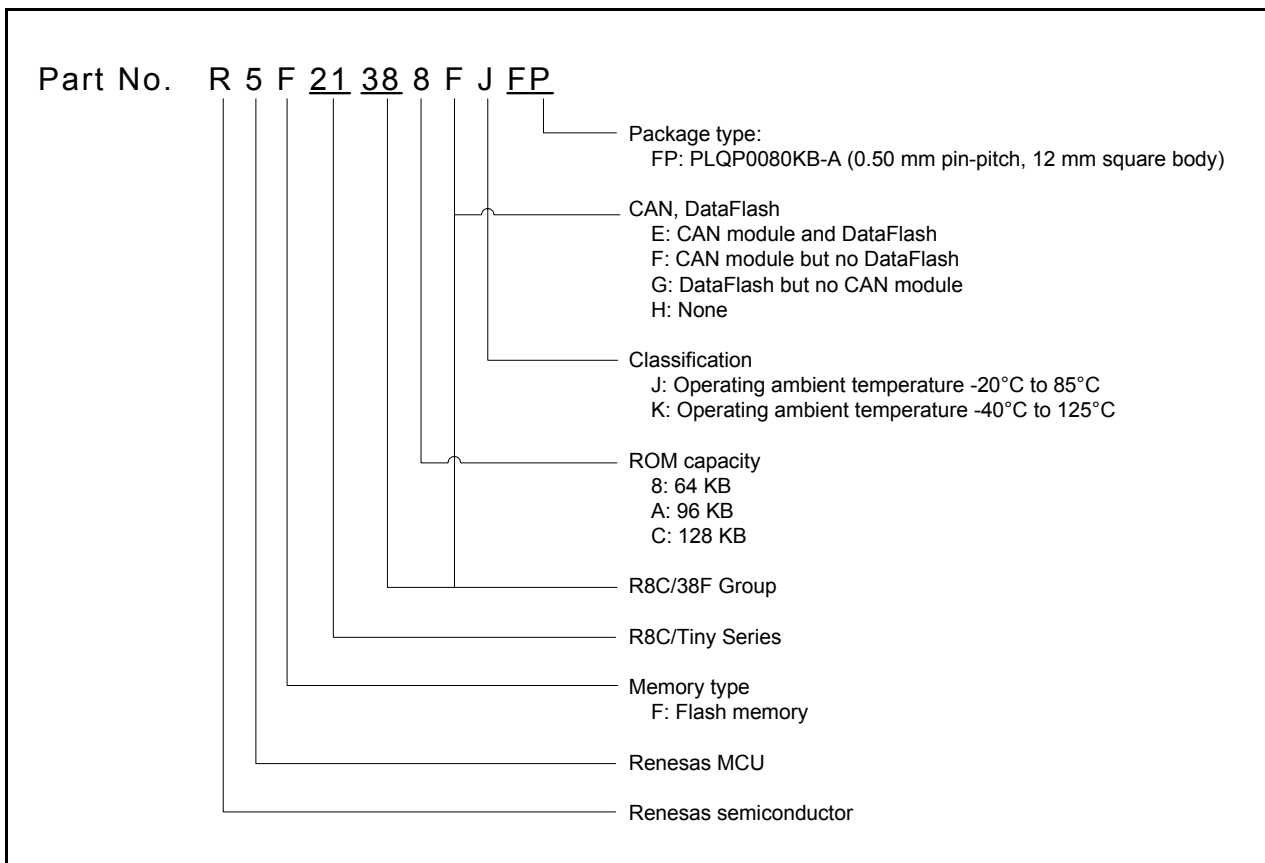 Part No. R 5 F 21 38 8 F J FP
Package type:
FP: PLQP0080KB-A (0.50 mm pin-pitch, 12 mm square body)
CAN, DataFlash
E: CAN module and DataFlash
F: CAN module but no DataFlash
G: DataFlash but no CAN module
H: None
Classification
J: Operating ambient temperature -20°C to 85°C
K: Operating ambient temperature -40°C to 125°C
ROM capacity
8: 64 KB
A: 96 KB
C: 128 KB
R8C/38F Group
R8C/Tiny Series
Memory type
F: Flash memory
Renesas MCU
Renesas semiconductor